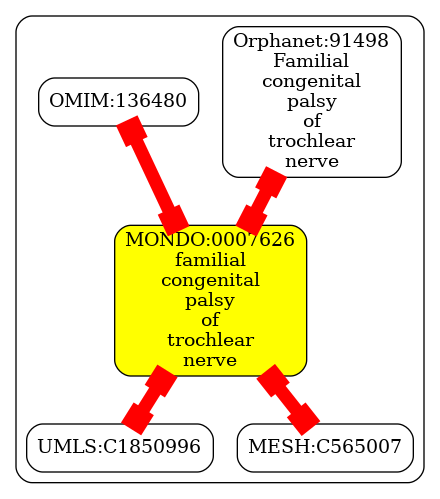 OMIM:136480
Orphanet:91498
Familial
congenital
palsy
of
trochlear
nerve
MONDO:0007626
familial
congenital
palsy
of
trochlear
nerve
UMLS:C1850996
MESH:C565007